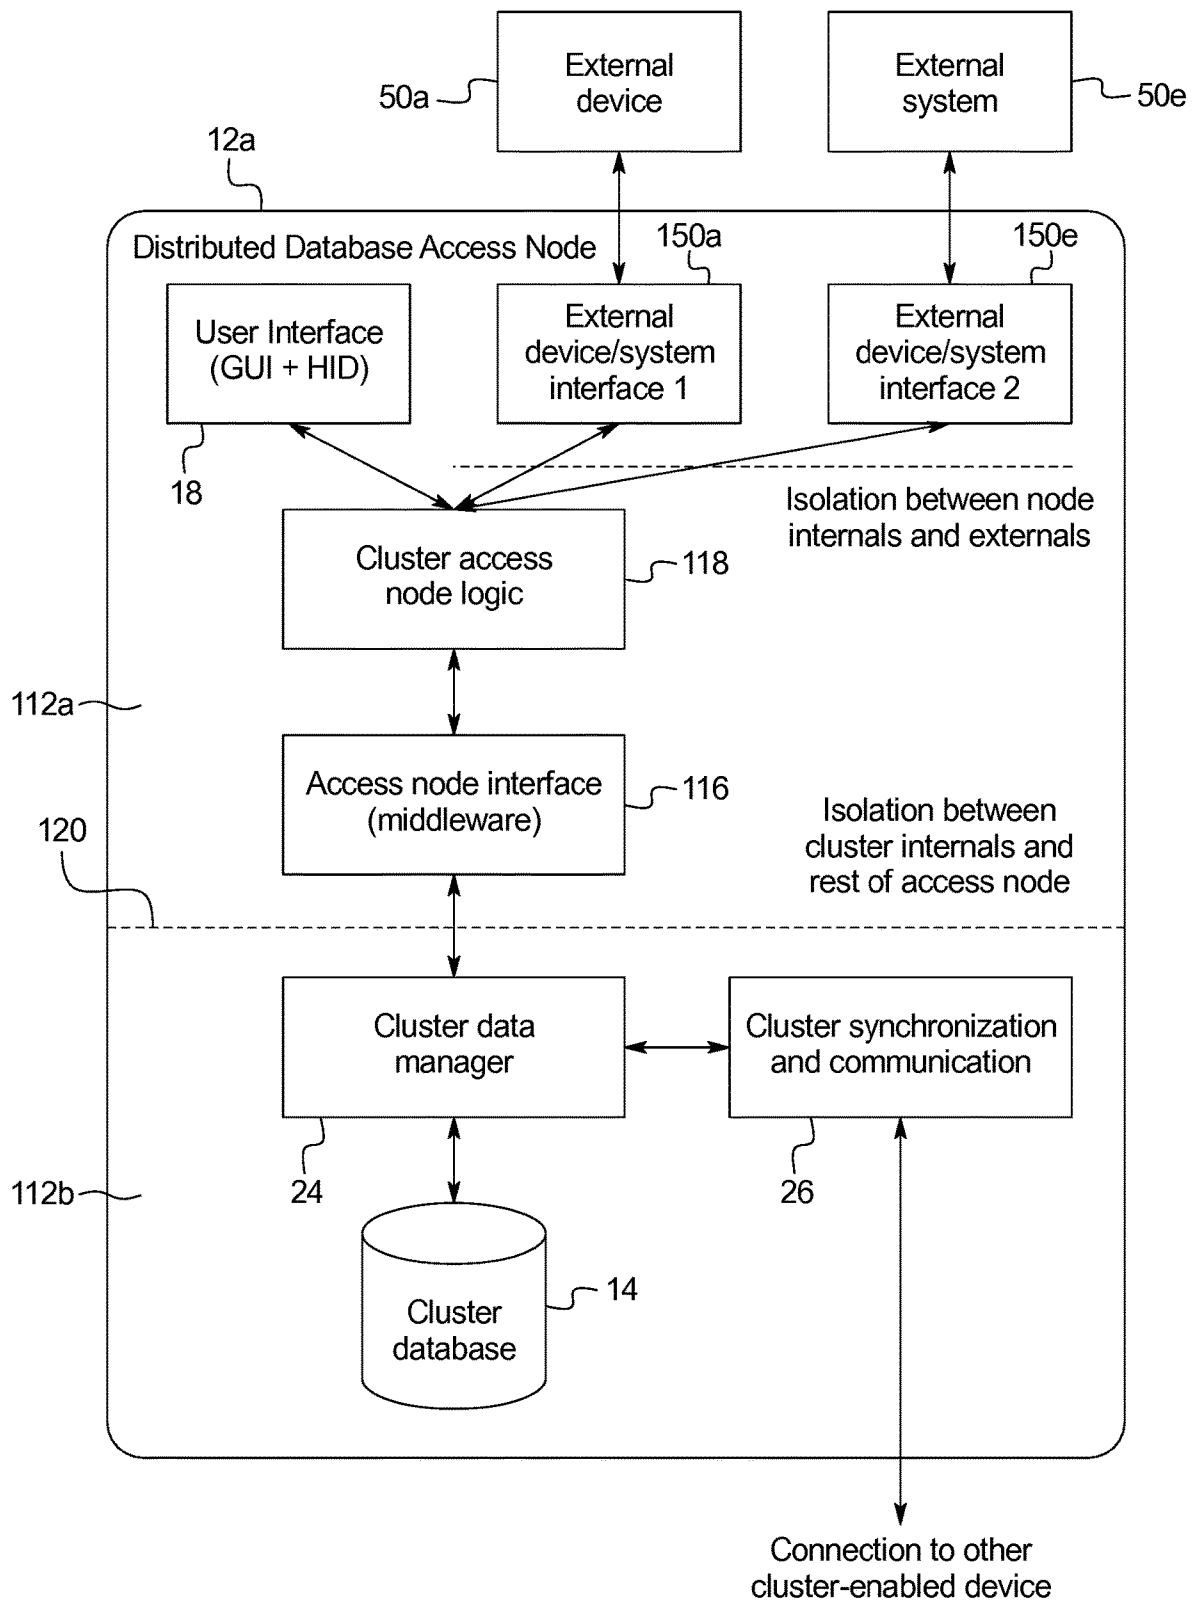 External
device
50a
External
system
50e
12a
Distributed Database Access Node
150a
150e
User Interface
(GUI + HID)
18
External
device/system
interface 1
External
device/system
interface 2
Isolation between node
internals and externals
Cluster access
node logic
118
112a
Access node interface
(middleware)
116
Isolation between
cluster internals and
rest of access node
120
Cluster data
manager
24
Cluster synchronization
and communication
26
112b
Cluster
database
14
Connection to other
cluster-enabled device